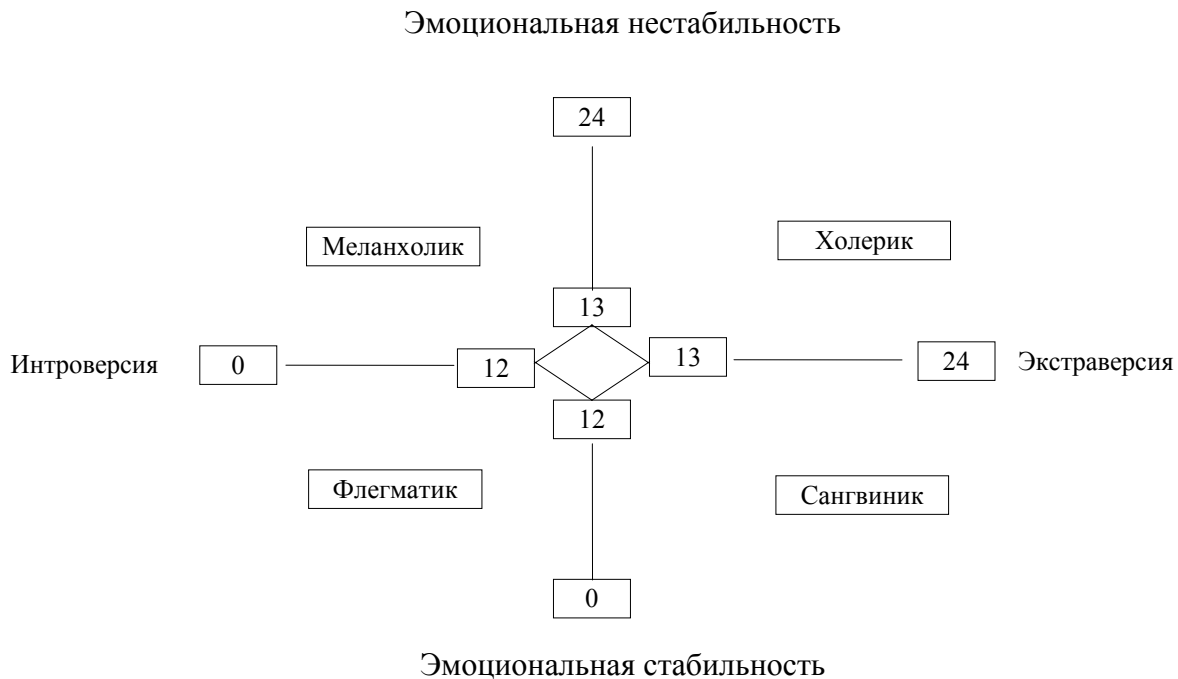 Эмоциональная нестабильность
24
Меланхолик
Холерик
13
Интроверсия 0 12 13 24 Экстраверсия
12
Флегматик
Сангвиник
0
Эмоциональная стабильность